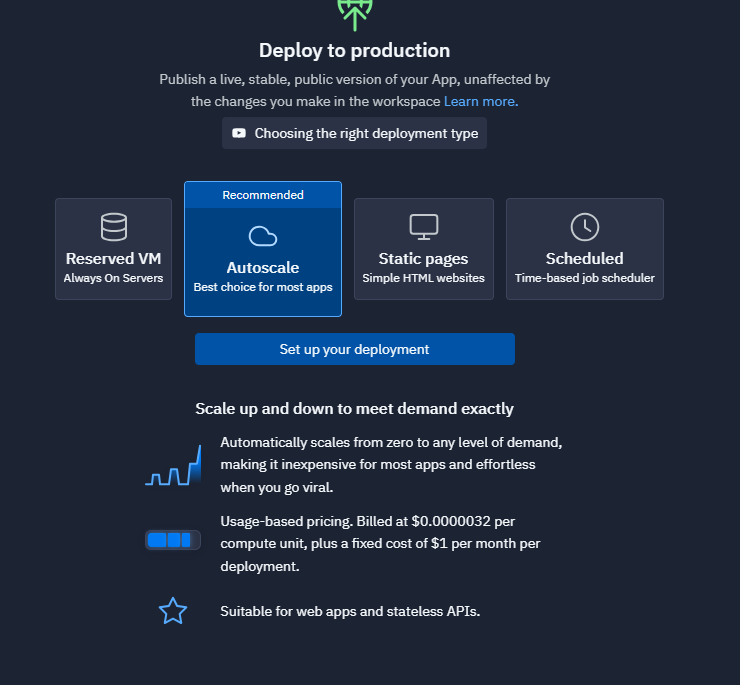 Deploy to production
Publish a live, stable, public version of your App, unaffected by
the changes you make in the workspace Learn more.
Choosing the right deployment type
Reserved VM
Always On Servers
Recommended
Autoscale
Best choice for most apps
Static pages
Simple HTML websites
Scheduled
Time-based job scheduler
Set up your deployment
Scale up and down to meet demand exactly
Automatically scales from zero to any level of demand,
making it inexpensive for most apps and effortless
when you go viral.
Usage-based pricing. Billed at $0.0000032 per
compute unit, plus a fixed cost of $1 per month per
deployment.
Suitable for web apps and stateless APIs.